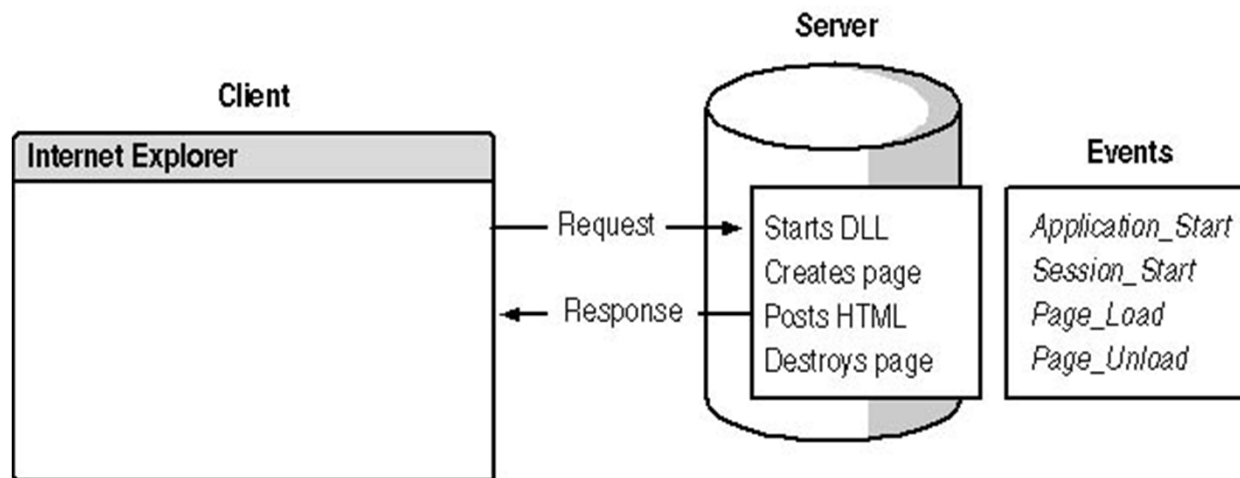 Client
Internet Explorer
Request
Response
Server
Starts DLL
Creates page
Posts HTML
Destroys page
Events
Application_Start
Session_Start
Page_Load
Page_Unload